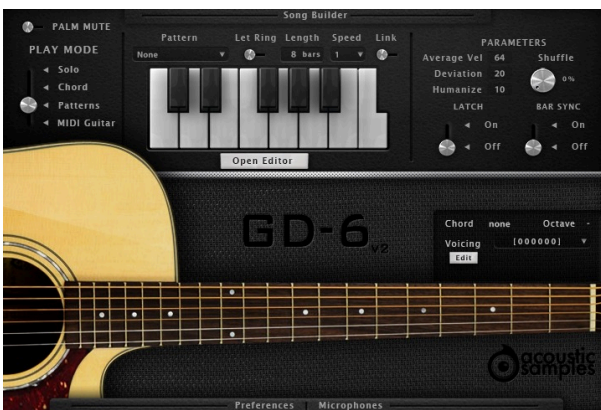 Song Builder
PALM MUTE
PLAY MODE
Solo
Chord
Patterns
MIDI Guitar
Pattern Let Ring Length Speed Link
None 8 bars 1
Open Editor
PARAMETERS
Average Vel 64 Shuffle
Deviation 20 0%
Humanize 10
LATCH BAR SYNC
On On
Off Off
GD-6 v2
Chord none Octave -
Voicing [000000]
Edit
acoustic
samples
Preferences Microphones